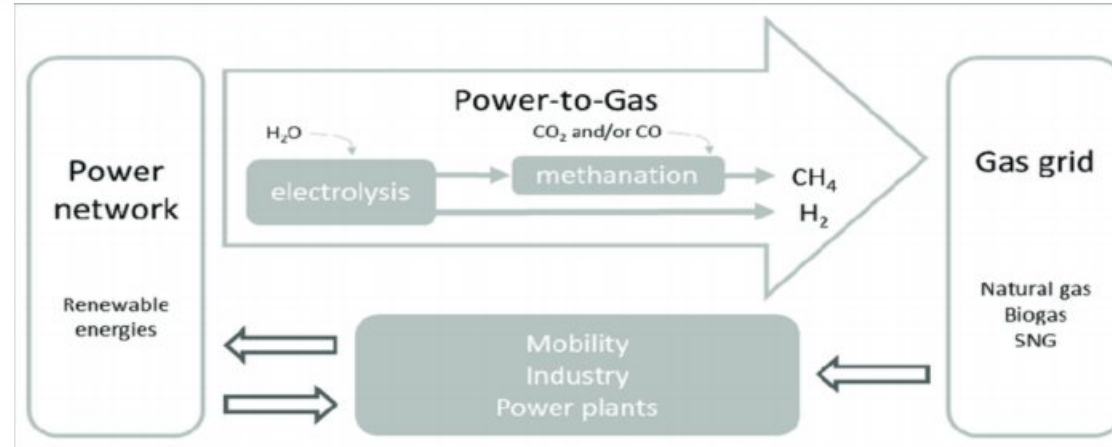 Power
network
Renewable
energies
Power-to-Gas
H₂O
CO₂ and/or CO
electrolysis
methanation
CH₄
H₂
Mobility
Industry
Power plants
Gas grid
Natural gas
Biogas
SNG